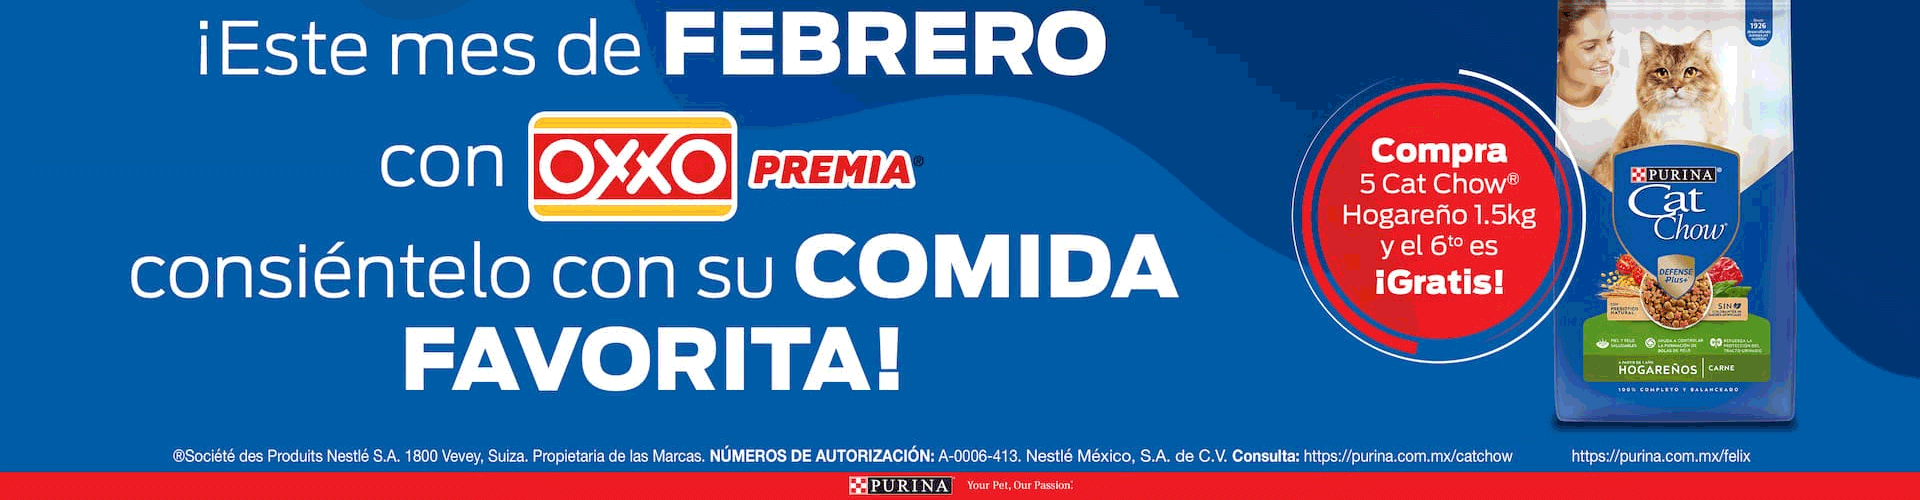 ¡Este mes de FEBRERO
con OXXO PREMIA®
consiéntelo con su COMIDA
FAVORITA!
Compra
5 Cat Chow®
Hogareño 1.5kg
y el 6to es
¡Gratis!
1926
PURINA®
Cat
Chow®
DEFENSE
Plus+
SIN
HOGAREÑOS | CARNE
100% COMPLETO Y BALANCEADO
®Société des Produits Nestlé S.A. 1800 Vevey, Suiza. Propietaria de las Marcas. NÚMEROS DE AUTORIZACIÓN: A-0006-413. Nestlé México, S.A. de C.V. Consulta: https://purina.com.mx/catchow
https://purina.com.mx/felix
PURINA Your Pet, Our Passion.